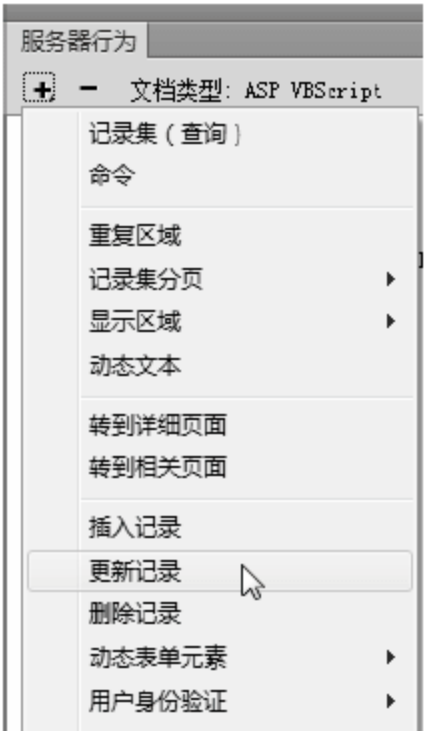 服务器行为
+ - 文档类型: ASP VBScript
记录集(查询)
命令
重复区域
记录集分页
显示区域
动态文本
转到详细页面
转到相关页面
插入记录
更新记录
删除记录
动态表单元素
用户身份验证